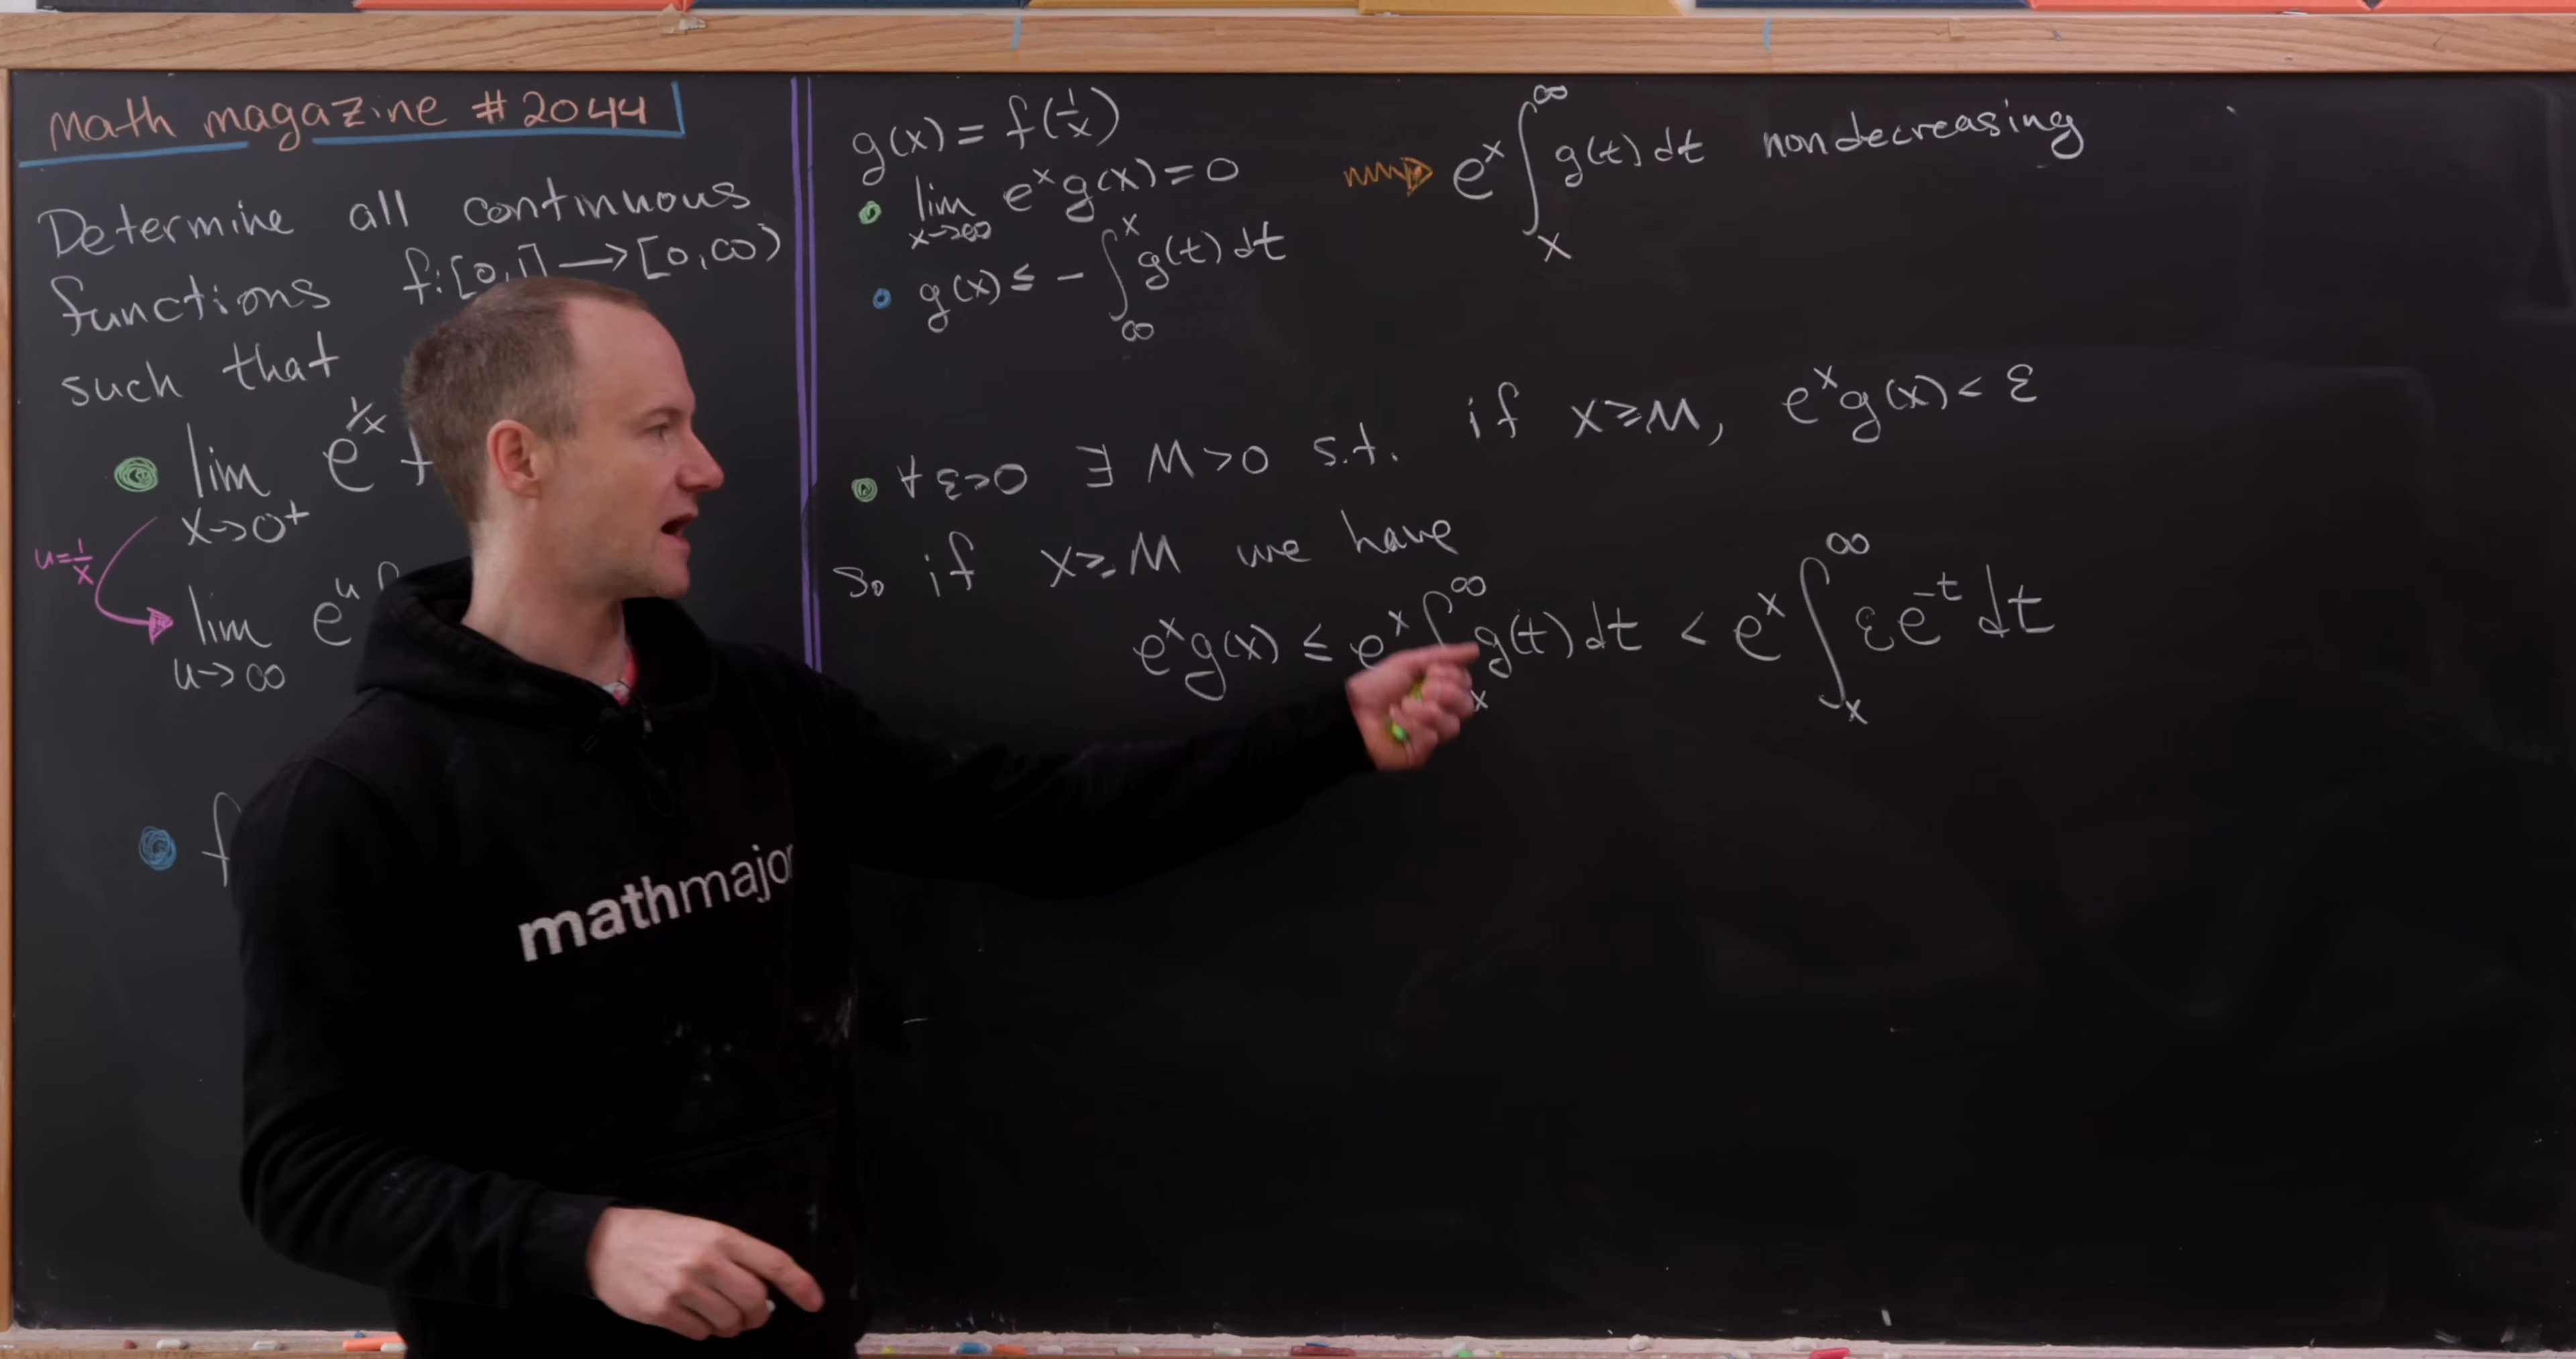 Math magazine #2044
Determine all continuous
functions f:[0,1]→[0,∞)
such that
lim e^{1/x} f
x→0+
u=1/x
lim e^u f
u→∞
f
g(x)=f(1/x)
lim e^x g(x)=0
x→∞
g(x) ≤ -∫_∞^x g(t)dt
e^x ∫_x^∞ g(t)dt nondecreasing
∀ε>0 ∃ M>0 s.t. if x≥M, e^x g(x)<ε
So if x≥M we have
e^x g(x) ≤ e^x ∫_x^∞ g(t)dt < e^x ∫_x^∞ εe^{-t}dt
mathmajor